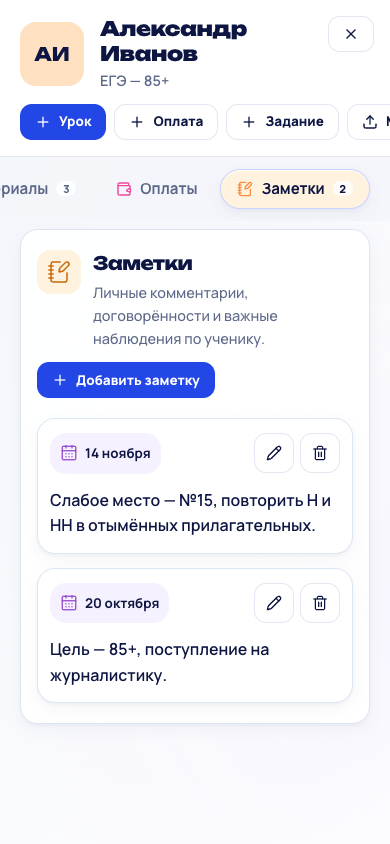 АИ
Александр
Иванов
ЕГЭ — 85+
Урок
Оплата
Задание
риалы 3
Оплаты
Заметки 2
Заметки
Личные комментарии,
договорённости и важные
наблюдения по ученику.
Добавить заметку
14 ноября
Слабое место — №15, повторить Н и
НН в отымённых прилагательных.
20 октября
Цель — 85+, поступление на
журналистику.